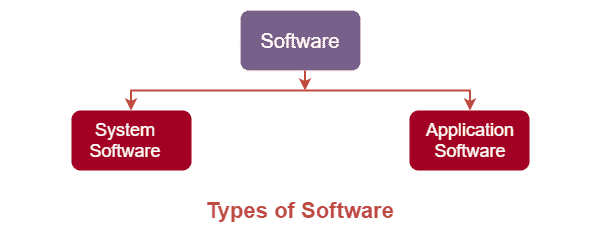 Software
System
Software
Application
Software
Types of Software